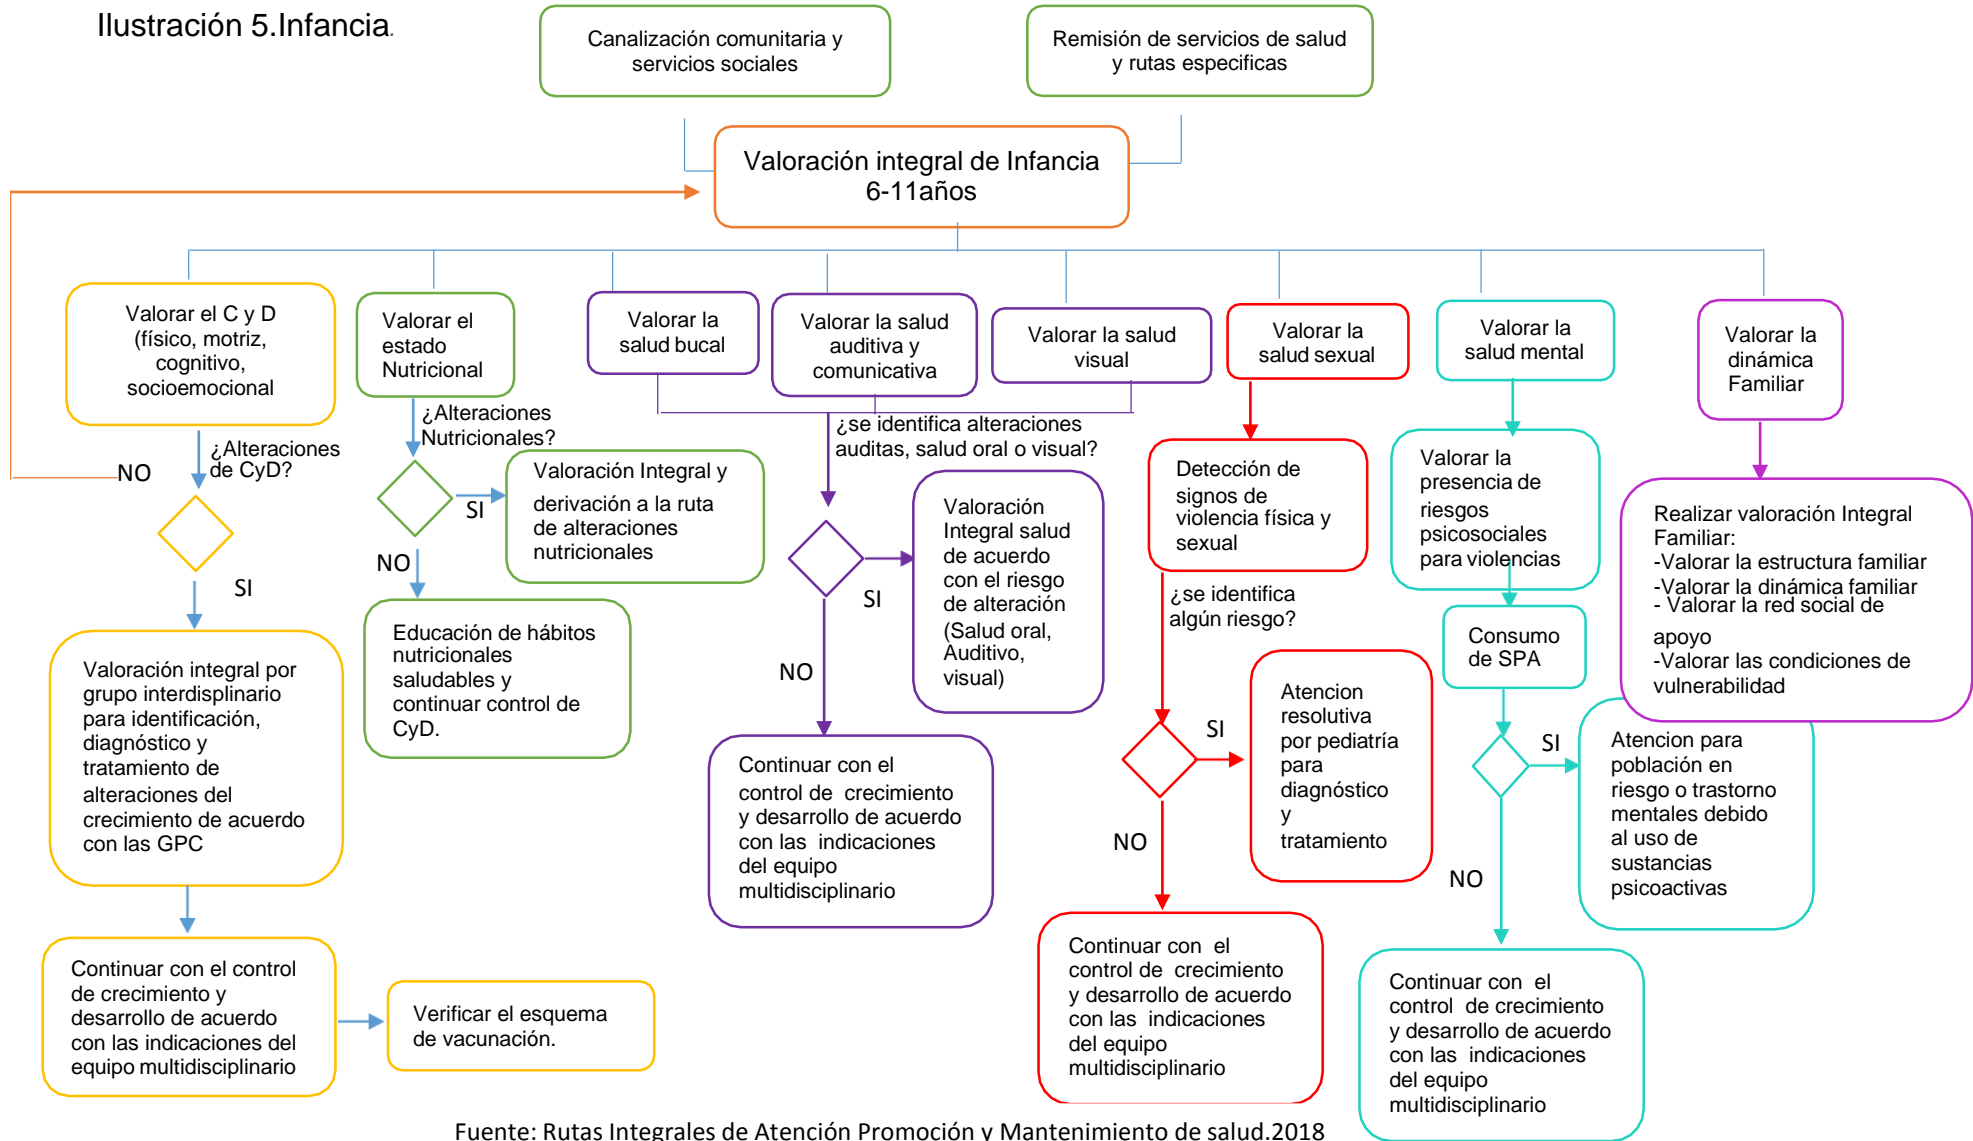 Ilustración 5.Infancia.
Canalización comunitaria y
servicios sociales
Remisión de servicios de salud
y rutas especificas
Valoración integral de Infancia
6-11años
Valorar el C y D
(físico, motriz,
cognitivo,
socioemocional
Valorar el
estado
Nutricional
Valorar la
salud bucal
Valorar la salud
auditiva y
comunicativa
Valorar la salud
visual
Valorar la
salud sexual
Valorar la
salud mental
Valorar la
dinámica
Familiar
¿Alteraciones
de CyD?
NO
SI
Valoración integral por
grupo interdisplinario
para identificación,
diagnóstico y
tratamiento de
alteraciones del
crecimiento de acuerdo
con las GPC
Continuar con el control
de crecimiento y
desarrollo de acuerdo
con las indicaciones del
equipo multidisciplinario
Verificar el esquema
de vacunación.
¿Alteraciones
Nutricionales?
SI
Valoración Integral y
derivación a la ruta
de alteraciones
nutricionales
NO
Educación de hábitos
nutricionales
saludables y
continuar control de
CyD.
¿se identifica alteraciones
auditas, salud oral o visual?
SI
Valoración
Integral salud
de acuerdo
con el riesgo
de alteración
(Salud oral,
Auditivo,
visual)
NO
Continuar con el
control de crecimiento
y desarrollo de acuerdo
con las indicaciones
del equipo
multidisciplinario
Detección de
signos de
violencia física y
sexual
¿se identifica
algún riesgo?
SI
Atencion
resolutiva
por pediatría
para
diagnóstico
y
tratamiento
NO
Continuar con el
control de crecimiento
y desarrollo de acuerdo
con las indicaciones
del equipo
multidisciplinario
Valorar la
presencia de
riesgos
psicosociales
para violencias
Consumo
de SPA
SI
Atencion para
población en
riesgo o trastorno
mentales debido
al uso de
sustancias
psicoactivas
NO
Continuar con el
control de crecimiento
y desarrollo de acuerdo
con las indicaciones
del equipo
multidisciplinario
Realizar valoración Integral
Familiar:
-Valorar la estructura familiar
-Valorar la dinámica familiar
- Valorar la red social de
apoyo
-Valorar las condiciones de
vulnerabilidad
Fuente: Rutas Integrales de Atención Promoción y Mantenimiento de salud.2018